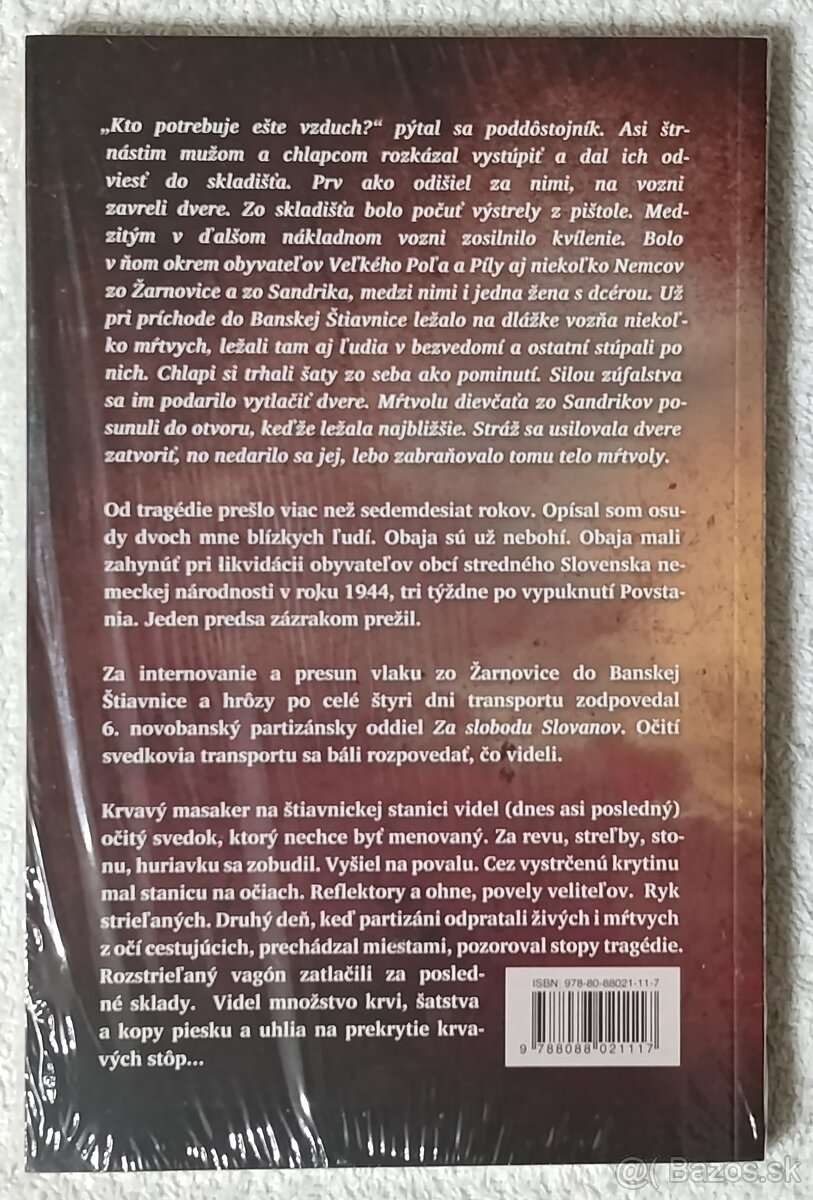 „Kto potrebuje ešte vzduch?“ pýtal sa poddôstojník. Asi štr-
nástim mužom a chlapcom rozkázal vystúpiť a dal ich od-
viesť do skladišťa. Prv ako odišiel za nimi, na vozni
zavreli dvere. Zo skladišťa bolo počuť výstrely z pištole. Med-
zitým v ďalšom nákladnom vozni zosilnilo kvílenie. Bolo
v ňom okrem obyvateľov Veľkého Poľa a Píly aj niekoľko Nemcov
zo Žarnovice a zo Sandrika, medzi nimi i jedna žena s dcérou. Už
pri príchode do Banskej Štiavnice ležalo na dlážke vozňa niekoľ-
ko mŕtvych, ležali tam aj ľudia v bezvedomí a ostatní stúpali po
nich. Chlapi si trhali šaty zo seba ako pominutí. Silou zúfalstva
sa im podarilo vytlačiť dvere. Mŕtvolu dievčaťa zo Sandrikov po-
sunuli do otvoru, keďže ležala najbližšie. Stráž sa usilovala dvere
zatvoriť, no nedarilo sa jej, lebo zabraňovalo tomu telo mŕtvoly.
Od tragédie prešlo viac než sedemdesiat rokov. Opísal som osu-
dy dvoch mne blízkych ľudí. Obaja sú už nebohí. Obaja mali
zahynúť pri likvidácii obyvateľov obcí stredného Slovenska ne-
meckej národnosti v roku 1944, tri týždne po vypuknutí Povsta-
nia. Jeden predsa zázrakom prežil.
Za internovanie a presun vlaku zo Žarnovice do Banskej
Štiavnice a hrôzy po celé štyri dni transportu zodpovedal
6. novobanský partizánsky oddiel Za slobodu Slovanov. Očití
svedkovia transportu sa báli rozpovedať, čo videli.
Krvavý masaker na štiavnickej stanici videl (dnes asi posledný)
očitý svedok, ktorý nechce byť menovaný. Za revu, streľby, sto-
nu, huriavku sa zobudil. Vyšiel na povalu. Cez vystrčenú krytinu
mal stanicu na očiach. Reflektory a ohne, povely veliteľov. Ryk
strieľaných. Druhý deň, keď partizáni odpratali živých i mŕtvych
z očí cestujúcich, prechádzal miestami, pozoroval stopy tragédie.
Rozstrieľaný vagón zatlačili za posled-
né sklady. Videl množstvo krvi, šatstva
a kopy piesku a uhlia na prekrytie krva-
vých stôp...
ISBN: 978-80-88021-11-7
9 788088 021117
@( Bazos.sk